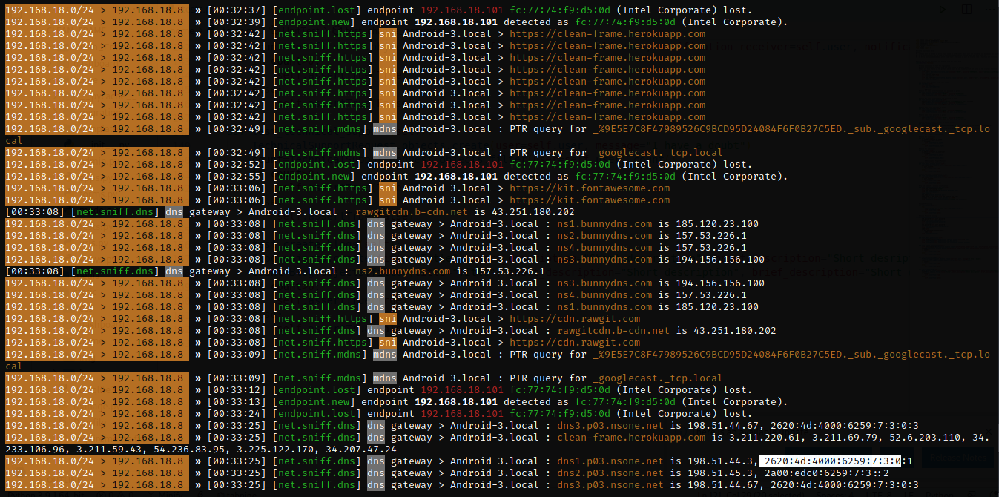 192.168.18.0/24 > 192.168.18.8 » [00:32:37] [endpoint.lost] endpoint 192.168.18.101 fc:77:74:f9:d5:0d (Intel Corporate) lost.
192.168.18.0/24 > 192.168.18.8 » [00:32:39] [endpoint.new] endpoint 192.168.18.101 detected as fc:77:74:f9:d5:0d (Intel Corporate).
192.168.18.0/24 > 192.168.18.8 » [00:32:42] [net.sniff.https] sni Android-3.local > https://clean-frame.herokuapp.com
192.168.18.0/24 > 192.168.18.8 » [00:32:42] [net.sniff.https] sni Android-3.local > https://clean-frame.herokuapp.com
192.168.18.0/24 > 192.168.18.8 » [00:32:42] [net.sniff.https] sni Android-3.local > https://clean-frame.herokuapp.com
192.168.18.0/24 > 192.168.18.8 » [00:32:42] [net.sniff.https] sni Android-3.local > https://clean-frame.herokuapp.com
192.168.18.0/24 > 192.168.18.8 » [00:32:42] [net.sniff.https] sni Android-3.local > https://clean-frame.herokuapp.com
192.168.18.0/24 > 192.168.18.8 » [00:32:42] [net.sniff.https] sni Android-3.local > https://clean-frame.herokuapp.com
192.168.18.0/24 > 192.168.18.8 » [00:32:42] [net.sniff.https] sni Android-3.local > https://clean-frame.herokuapp.com
192.168.18.0/24 > 192.168.18.8 » [00:32:42] [net.sniff.https] sni Android-3.local > https://clean-frame.herokuapp.com
192.168.18.0/24 > 192.168.18.8 » [00:32:49] [net.sniff.mdns] mdns Android-3.local : PTR query for _%9E5E7C8F47989526C9BCD95D24084F6F0B27C5ED._sub._googlecast._tcp.lo
cal
192.168.18.0/24 > 192.168.18.8 » [00:32:49] [net.sniff.mdns] mdns Android-3.local : PTR query for _googlecast._tcp.local
192.168.18.0/24 > 192.168.18.8 » [00:32:52] [endpoint.lost] endpoint 192.168.18.101 fc:77:74:f9:d5:0d (Intel Corporate) lost.
192.168.18.0/24 > 192.168.18.8 » [00:32:55] [endpoint.new] endpoint 192.168.18.101 detected as fc:77:74:f9:d5:0d (Intel Corporate).
192.168.18.0/24 > 192.168.18.8 » [00:33:06] [net.sniff.https] sni Android-3.local > https://kit.fontawesome.com
192.168.18.0/24 > 192.168.18.8 » [00:33:06] [net.sniff.https] sni Android-3.local > https://kit.fontawesome.com
[00:33:08] [net.sniff.dns] dns gateway > Android-3.local : rawgitcdn.b-cdn.net is 43.251.180.202
192.168.18.0/24 > 192.168.18.8 » [00:33:08] [net.sniff.dns] dns gateway > Android-3.local : ns1.bunnydns.com is 185.120.23.100
192.168.18.0/24 > 192.168.18.8 » [00:33:08] [net.sniff.dns] dns gateway > Android-3.local : ns2.bunnydns.com is 157.53.226.1
192.168.18.0/24 > 192.168.18.8 » [00:33:08] [net.sniff.dns] dns gateway > Android-3.local : ns4.bunnydns.com is 157.53.226.1
192.168.18.0/24 > 192.168.18.8 » [00:33:08] [net.sniff.dns] dns gateway > Android-3.local : ns3.bunnydns.com is 194.156.156.100
[00:33:08] [net.sniff.dns] dns gateway > Android-3.local : ns2.bunnydns.com is 157.53.226.1
192.168.18.0/24 > 192.168.18.8 » [00:33:08] [net.sniff.dns] dns gateway > Android-3.local : ns3.bunnydns.com is 194.156.156.100
192.168.18.0/24 > 192.168.18.8 » [00:33:08] [net.sniff.dns] dns gateway > Android-3.local : ns4.bunnydns.com is 157.53.226.1
192.168.18.0/24 > 192.168.18.8 » [00:33:08] [net.sniff.dns] dns gateway > Android-3.local : ns1.bunnydns.com is 185.120.23.100
192.168.18.0/24 > 192.168.18.8 » [00:33:08] [net.sniff.https] sni Android-3.local > https://cdn.rawgit.com
192.168.18.0/24 > 192.168.18.8 » [00:33:08] [net.sniff.dns] dns gateway > Android-3.local : rawgitcdn.b-cdn.net is 43.251.180.202
192.168.18.0/24 > 192.168.18.8 » [00:33:08] [net.sniff.https] sni Android-3.local > https://cdn.rawgit.com
192.168.18.0/24 > 192.168.18.8 » [00:33:09] [net.sniff.mdns] mdns Android-3.local : PTR query for _%9E5E7C8F47989526C9BCD95D24084F6F0B27C5ED._sub._googlecast._tcp.lo
cal
192.168.18.0/24 > 192.168.18.8 » [00:33:09] [net.sniff.mdns] mdns Android-3.local : PTR query for _googlecast._tcp.local
192.168.18.0/24 > 192.168.18.8 » [00:33:12] [endpoint.lost] endpoint 192.168.18.101 fc:77:74:f9:d5:0d (Intel Corporate) lost.
192.168.18.0/24 > 192.168.18.8 » [00:33:13] [endpoint.new] endpoint 192.168.18.101 detected as fc:77:74:f9:d5:0d (Intel Corporate).
192.168.18.0/24 > 192.168.18.8 » [00:33:24] [endpoint.lost] endpoint 192.168.18.101 fc:77:74:f9:d5:0d (Intel Corporate) lost.
192.168.18.0/24 > 192.168.18.8 » [00:33:25] [net.sniff.dns] dns gateway > Android-3.local : dns3.p03.nsone.net is 198.51.44.67, 2620:4d:4000:6259:7:3:0:3
192.168.18.0/24 > 192.168.18.8 » [00:33:25] [net.sniff.dns] dns gateway > Android-3.local : clean-frame.herokuapp.com is 3.211.220.61, 3.211.69.79, 52.6.203.110, 34.
233.106.96, 3.211.59.43, 54.236.83.95, 3.225.122.170, 34.207.47.24
192.168.18.0/24 > 192.168.18.8 » [00:33:25] [net.sniff.dns] dns gateway > Android-3.local : dns1.p03.nsone.net is 198.51.44.3, 2620:4d:4000:6259:7:3:0:1
192.168.18.0/24 > 192.168.18.8 » [00:33:25] [net.sniff.dns] dns gateway > Android-3.local : dns2.p03.nsone.net is 198.51.45.3, 2a00:edc0:6259:7:3::2
192.168.18.0/24 > 192.168.18.8 » [00:33:25] [net.sniff.dns] dns gateway > Android-3.local : dns3.p03.nsone.net is 198.51.44.67, 2620:4d:4000:6259:7:3:0:3